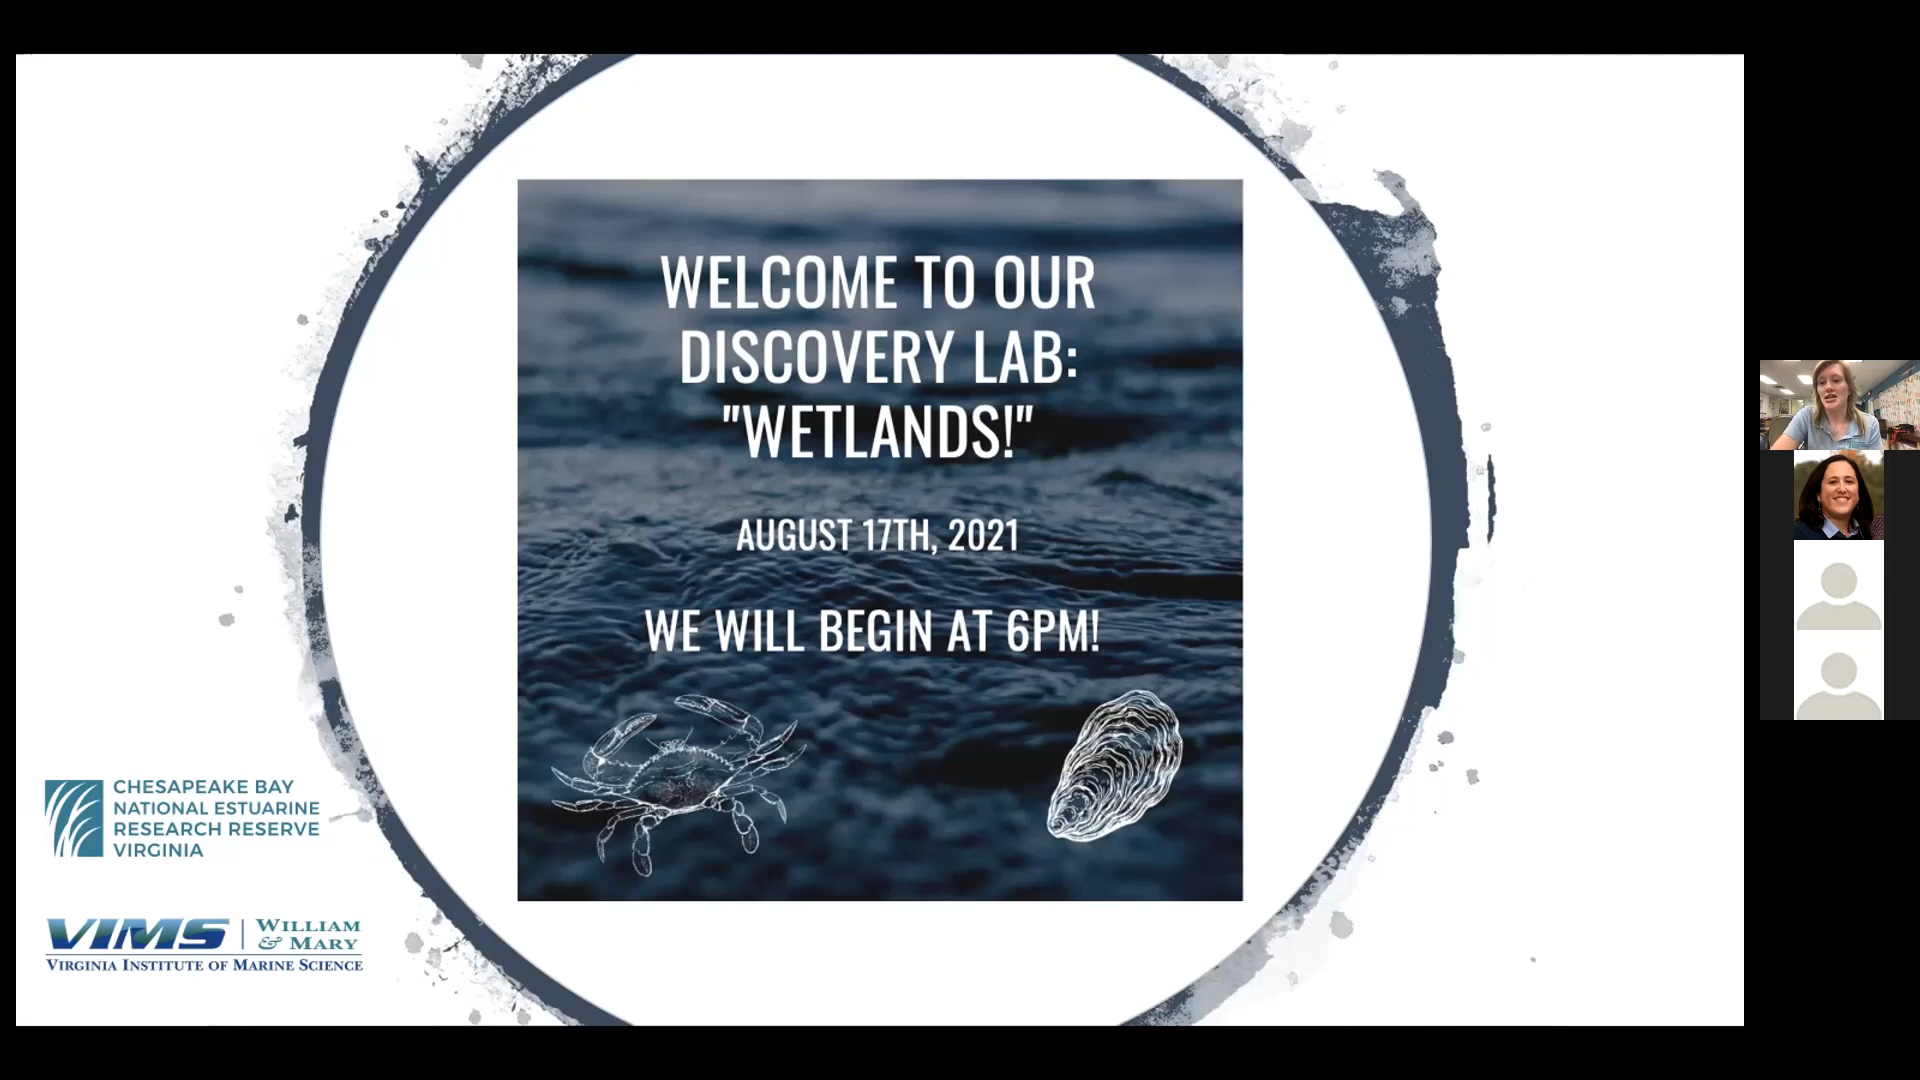 WELCOME TO OUR
DISCOVERY LAB:
"WETLANDS!"
AUGUST 17TH, 2021
WE WILL BEGIN AT 6PM!
CHESAPEAKE BAY
NATIONAL ESTUARINE
RESEARCH RESERVE
VIRGINIA
VIMS | WILLIAM
& MARY
VIRGINIA INSTITUTE OF MARINE SCIENCE